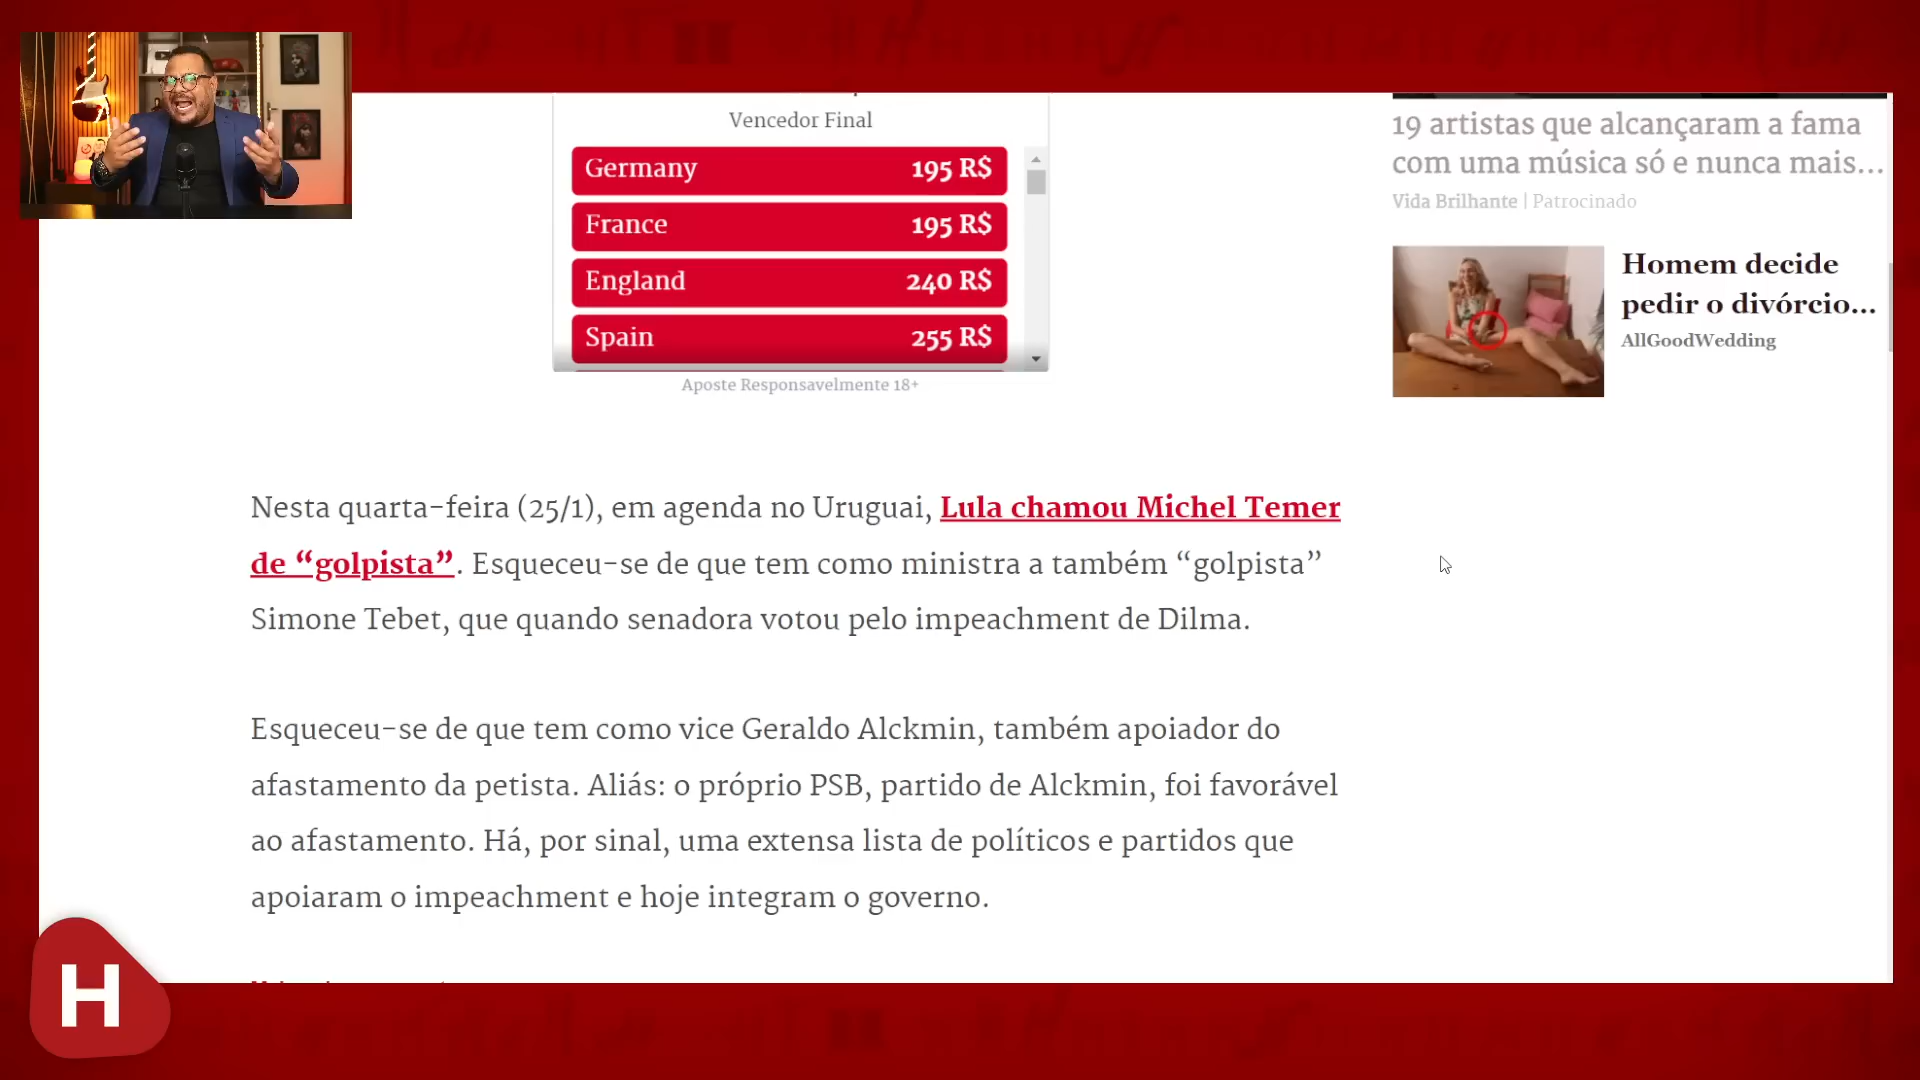 Vencedor Final
Germany 195 R$
France 195 R$
England 240 R$
Spain 255 R$
Aposte Responsavelmente 18+
19 artistas que alcançaram a fama
com uma música só e nunca mais...
Vida Brilhante | Patrocinado
Homem decide
pedir o divórcio...
AllGoodWedding
Nesta quarta-feira (25/1), em agenda no Uruguai, Lula chamou Michel Temer
de “golpista”. Esqueceu-se de que tem como ministra a também “golpista”
Simone Tebet, que quando senadora votou pelo impeachment de Dilma.
Esqueceu-se de que tem como vice Geraldo Alckmin, também apoiador do
afastamento da petista. Aliás: o próprio PSB, partido de Alckmin, foi favorável
ao afastamento. Há, por sinal, uma extensa lista de políticos e partidos que
apoiaram o impeachment e hoje integram o governo.
H